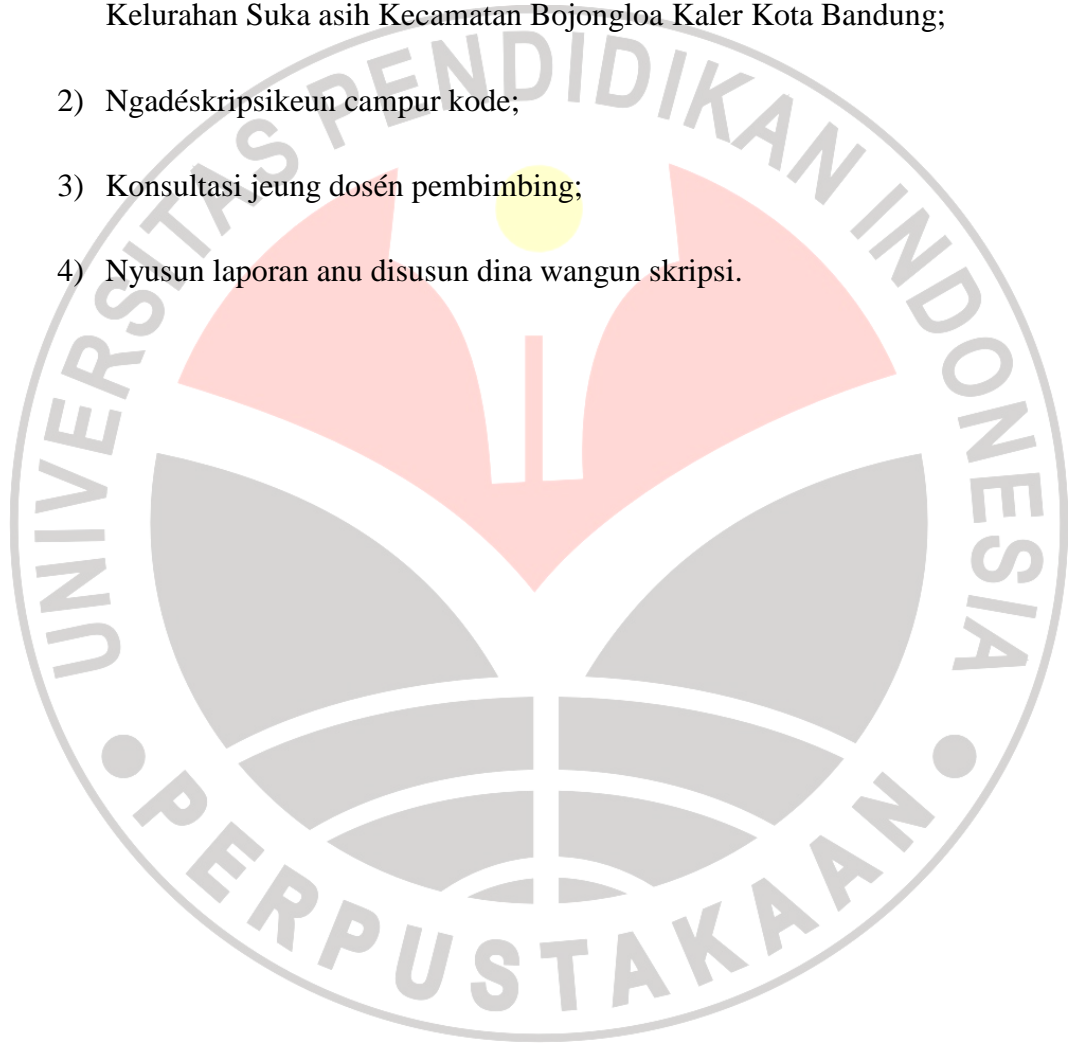 Kelurahan Suka asih Kecamatan Bojongloa Kaler Kota Bandung;
2) Ngadéskripsikeun campur kode;
3) Konsultasi jeung dosén pembimbing;
4) Nyusun laporan anu disusun dina wangun skripsi.
UNIVERSITAS PENDIDIKAN INDONESIA
PERPUSTAKAAN